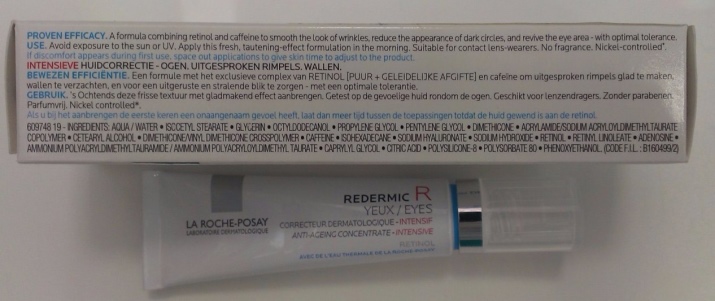 PROVEN EFFICACY. A formula combining retinol and caffeine to smooth the look of wrinkles, reduce the appearance of dark circles, and revive the eye area - with optimal tolerance.
USE. Avoid exposure to the sun or UV. Apply this fresh, tautening-effect formulation in the morning. Suitable for contact lens-wearers. No fragrance. Nickel-controlled*.
If discomfort appears during first use, space out applications to give skin time to adjust to the product.
INTENSIEVE HUIDCORRECTIE - OGEN. UITGESPROKEN RIMPELS. WALLEN.
BEWEZEN EFFICIËNTIE. Een formule met het exclusieve complex van RETINOL [PUUR + GELEIDELIJKE AFGIFTE] en cafeïne om uitgesproken rimpels glad te maken,
wallen te verzachten, en voor een uitgeruste en stralende blik te zorgen - met een optimale tolerantie.
GEBRUIK. 's Ochtends deze frisse textuur met gladmakend effect aanbrengen. Getest op de gevoelige huid rondom de ogen. Geschikt voor lenzendragers. Zonder parabenen.
Parfumvrij. Nickel controled*.
Als u bij het aanbrengen de eerste keren een onaangenaam gevoel heeft, laat dan meer tijd tussen de toepassingen totdat de huid gewend is aan de retinol.
609748 19 - INGREDIENTS: AQUA / WATER • ISOCETYL STEARATE • GLYCERIN • OCTYLDODECANOL • PROPYLENE GLYCOL • PENTYLENE GLYCOL • DIMETHICONE • ACRYLAMIDE/SODIUM ACRYLOYLDIMETHYLTAURATE
COPOLYMER • CETEARYL ALCOHOL • DIMETHICONE/VINYL DIMETHICONE CROSSPOLYMER • CAFFEINE • ISOHEXADECANE • SODIUM HYALURONATE • SODIUM HYDROXIDE • RETINOL • RETINYL LINOLEATE • ADENOSINE •
AMMONIUM POLYACRYLDIMETHYLTAURAMIDE / AMMONIUM POLYACRYLOYLDIMETHYL TAURATE • CAPRYLYL GLYCOL • CITRIC ACID • POLYSILICONE-8 • POLYSORBATE 80 • PHENOXYETHANOL. (CODE F.I.L. : B160499/2)
REDERMIC R
YEUX / EYES
CORRECTEUR DERMATOLOGIQUE - INTENSIF
ANTI-AGEING CONCENTRATE - INTENSIVE
RETINOL
AVEC DE L'EAU THERMALE DE LA ROCHE-POSAY
LA ROCHE-POSAY
LABORATOIRE DERMATOLOGIQUE